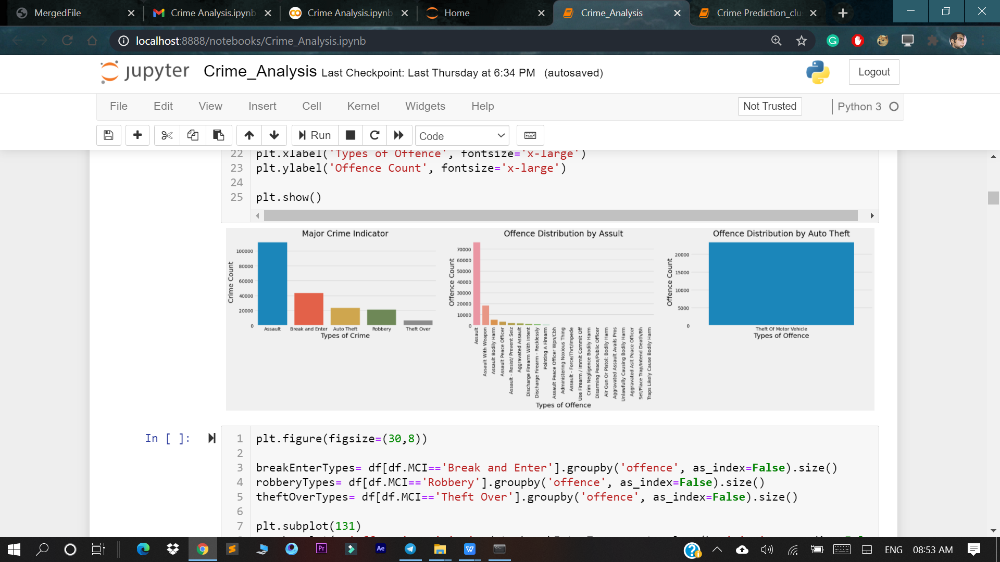 MergedFile
Crime Analysis.ipynb
Crime Analysis.ipynb
Home
Crime_Analysis
Crime Prediction_clu
localhost:8888/notebooks/Crime_Analysis.ipynb
jupyter Crime_Analysis Last Checkpoint: Last Thursday at 6:34 PM (autosaved)
Logout
File Edit View Insert Cell Kernel Widgets Help
Not Trusted
Python 3
Run
Code
22 plt.xlabel('Types of Offence', fontsize='x-large')
23 plt.ylabel('Offence Count', fontsize='x-large')
24
25 plt.show()
Major Crime Indicator
Crime Count
100000
80000
60000
40000
20000
0
Assault Break and Enter Auto Theft Robbery Theft Over
Types of Crime
Offence Distribution by Assult
Offence Count
70000
60000
50000
40000
30000
20000
10000
0
Assault
Assault With Weapon
Assault Bodily Harm
Assault Peace Officer
Assault - Resist/ Prevent Seiz
Aggravated Assault
Discharge Firearm With Intent
Discharge Firearm - Recklessly
Pointing A Firearm
Assault Peace Officer Wpn/Cbh
Administering Noxious Thing
Assault - Force/Thrt/Impede
Use Firearm / Immit Commit Off
Crim Negligence Bodily Harm
Disarming Peace/Public Officer
Air Gun Or Pistol: Bodily Harm
Aggravated Assault Avails Pros
Unlawfully Causing Bodily Harm
Aggravated Aslt Peace Officer
Set/Place Trap/Intend Death/Bh
Traps Likely Cause Bodily Harm
Types of Offence
Offence Distribution by Auto Theft
Offence Count
20000
15000
10000
5000
0
Theft Of Motor Vehicle
Types of Offence
In [ ]:
1 plt.figure(figsize=(30,8))
2
3 breakEnterTypes= df[df.MCI=='Break and Enter'].groupby('offence', as_index=False).size()
4 robberyTypes= df[df.MCI=='Robbery'].groupby('offence', as_index=False).size()
5 theftOverTypes= df[df.MCI=='Theft Over'].groupby('offence', as_index=False).size()
6
7 plt.subplot(131)
Pr
Ae
ENG 08:53 AM